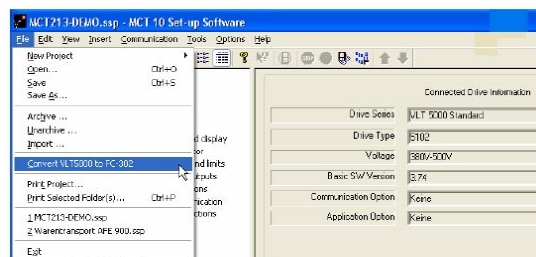 MCT213-DEMO.ssp - MCT 10 Set-up Software
File Edit View Insert Communication Tools Options Help
New Project
Open... Ctrl+O
Save Ctrl+S
Save As ...
Archive ...
Unarchive ...
Import ...
Convert VLT5000 to FC-302
Print Project...
Print Selected Folder(s)... Ctrl+P
1 MCT213-DEMO.ssp
2 Warentransport AFE 900.ssp
Exit
d display
or
nd limits
utputs
ons
nication
ctions
Connected Drive Information
Drive Series VLT 5000 Standard
Drive Type 5102
Voltage 380V-500V
Basic SW Version 3.74
Communication Option Keine
Application Option Keine